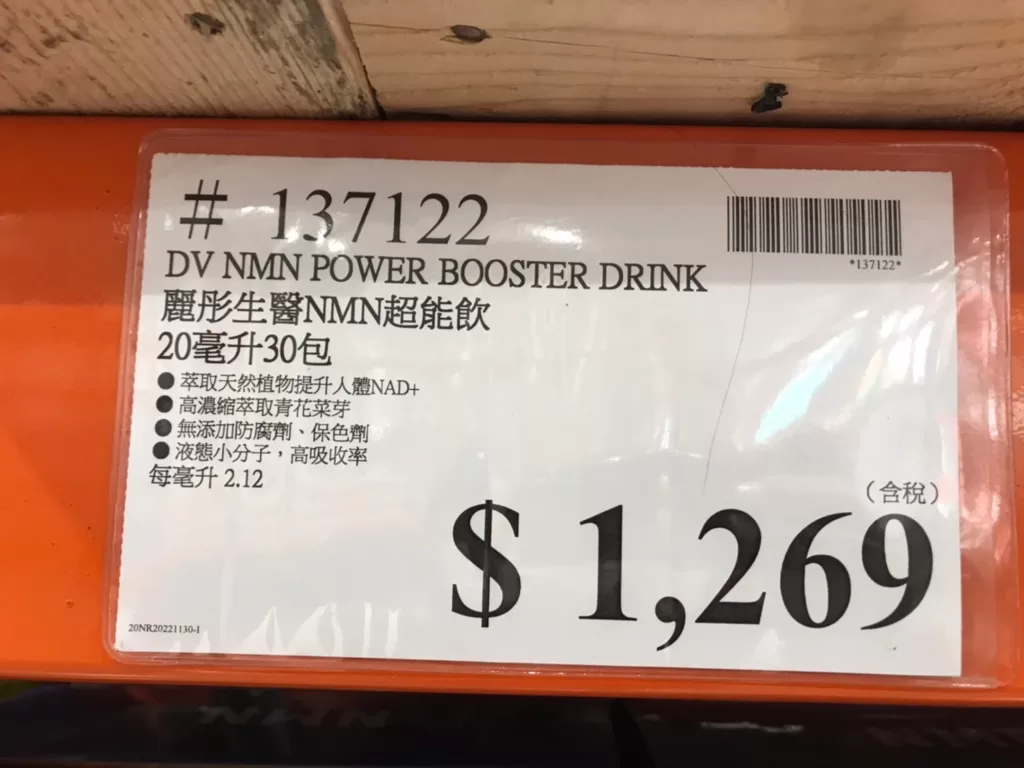 # 137122
*137122*
DV NMN POWER BOOSTER DRINK
麗彤生醫NMN超能飲
20毫升30包
● 萃取天然植物提升人體NAD+
● 高濃縮萃取青花菜芽
● 無添加防腐劑、保色劑
● 液態小分子，高吸收率
每毫升 2.12
（含稅）
$ 1,269
20NR20221130-1
NMN